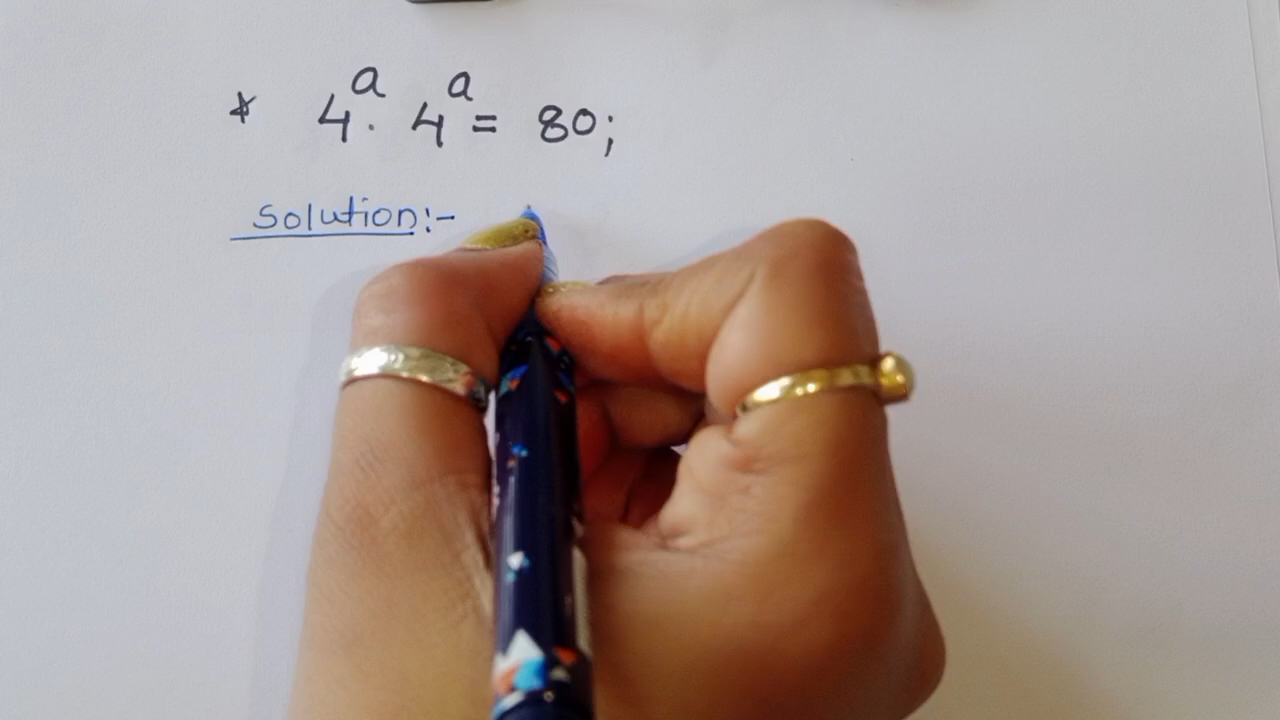 * 4^a . 4^a = 80;
Solution:-